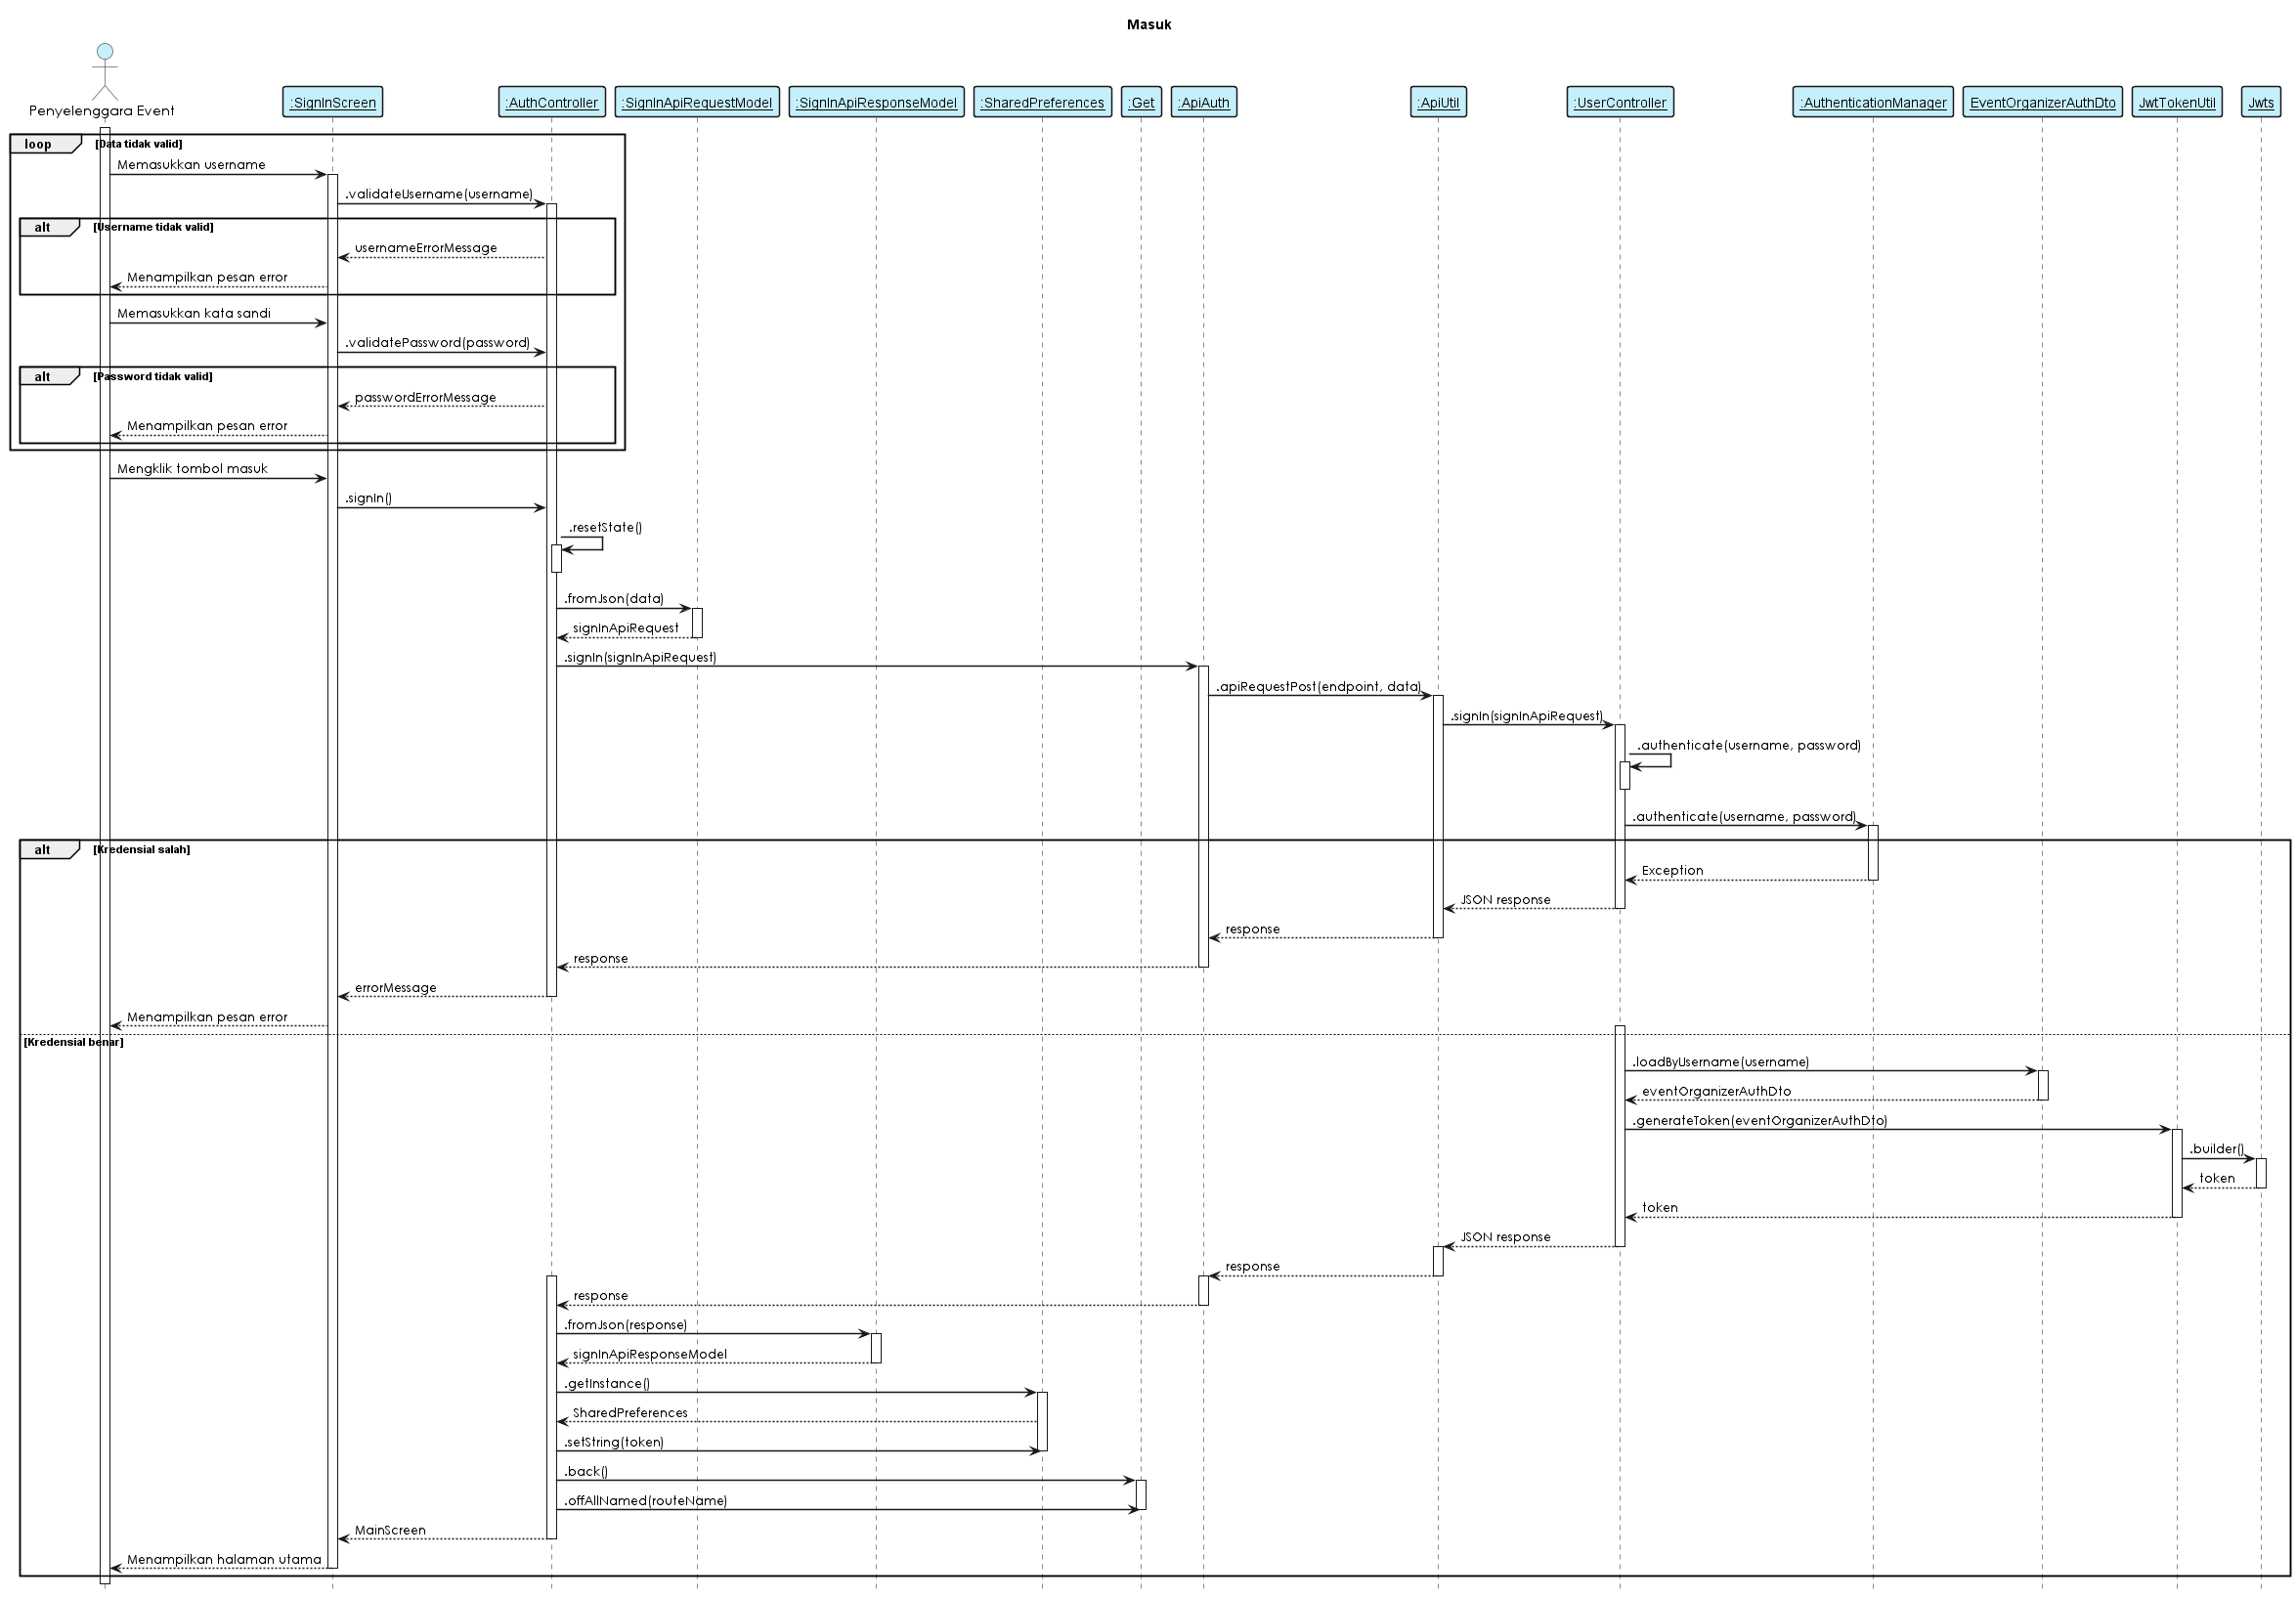 Masuk
Penyelenggara Event
:SignInScreen
:AuthController
:SignInApiRequestModel
:SignInApiResponseModel
:SharedPreferences
:Get
:ApiAuth
:ApiUtil
:UserController
:AuthenticationManager
EventOrganizerAuthDto
JwtTokenUtil
Jwts
loop [Data tidak valid]
Memasukkan username
.validateUsername(username)
alt [Username tidak valid]
usernameErrorMessage
Menampilkan pesan error
Memasukkan kata sandi
.validatePassword(password)
alt [Password tidak valid]
passwordErrorMessage
Menampilkan pesan error
Mengklik tombol masuk
.signIn()
.resetState()
.fromJson(data)
signInApiRequest
.signIn(signInApiRequest)
.apiRequestPost(endpoint, data)
.signIn(signInApiRequest)
.authenticate(username, password)
.authenticate(username, password)
alt [Kredensial salah]
Exception
JSON response
response
response
errorMessage
Menampilkan pesan error
[Kredensial benar]
.loadByUsername(username)
eventOrganizerAuthDto
.generateToken(eventOrganizerAuthDto)
.builder()
token
token
JSON response
response
response
.fromJson(response)
signInApiResponseModel
.getInstance()
SharedPreferences
.setString(token)
.back()
.offAllNamed(routeName)
MainScreen
Menampilkan halaman utama